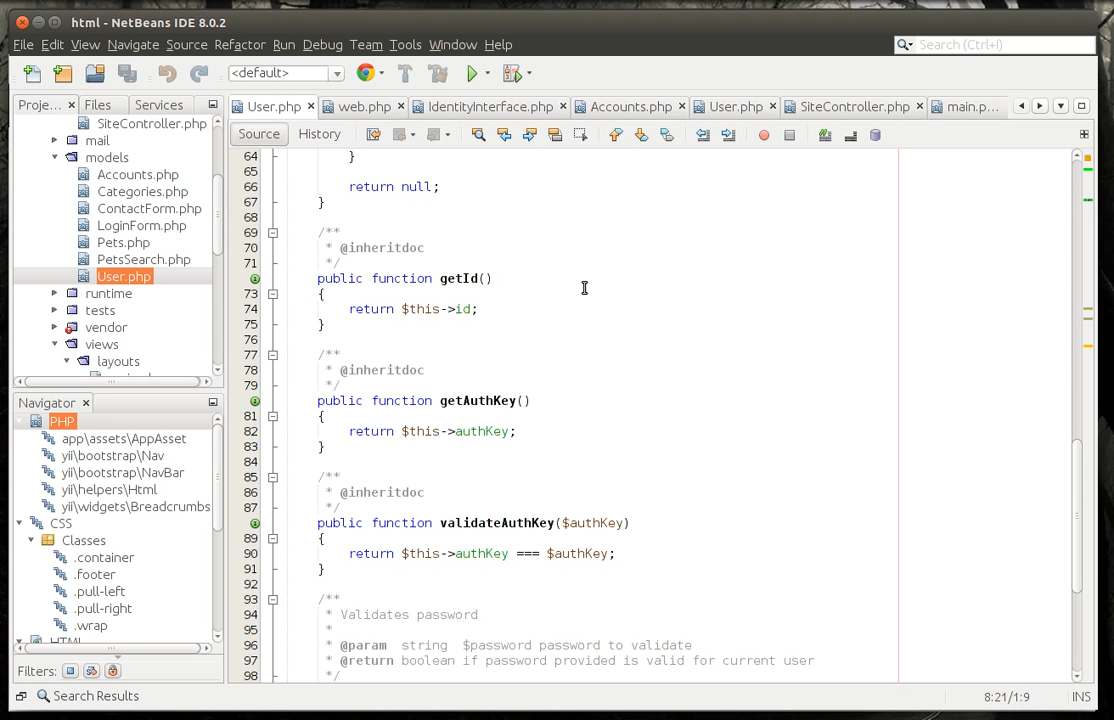 html - NetBeans IDE 8.0.2
File Edit View Navigate Source Refactor Run Debug Team Tools Window Help
Search (Ctrl+I)
<default>
Proje... Files Services
User.php web.php IdentityInterface.php Accounts.php User.php SiteController.php main.p...
Source History
SiteController.php
mail
models
Accounts.php
Categories.php
ContactForm.php
LoginForm.php
Pets.php
PetsSearch.php
User.php
runtime
tests
vendor
views
layouts
Navigator
PHP
app\assets\AppAsset
yii\bootstrap\Nav
yii\bootstrap\NavBar
yii\helpers\Html
yii\widgets\Breadcrumbs
CSS
Classes
.container
.footer
.pull-left
.pull-right
.wrap
HTML
Filters:
64 }
65
66 return null;
67 }
68
69 /**
70 * @inheritdoc
71 */
public function getId()
73 {
74 return $this->id;
75 }
76
77 /**
78 * @inheritdoc
79 */
public function getAuthKey()
81 {
82 return $this->authKey;
83 }
84
85 /**
86 * @inheritdoc
87 */
public function validateAuthKey($authKey)
89 {
90 return $this->authKey === $authKey;
91 }
92
93 /**
94 * Validates password
95 *
96 * @param string $password password to validate
97 * @return boolean if password provided is valid for current user
98 */
Search Results
8:21/1:9 INS